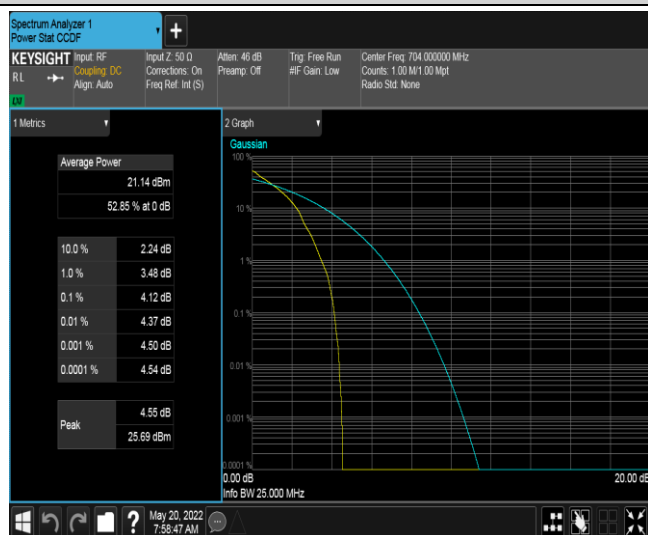 Spectrum Analyzer 1
Power Stat CCDF
+
KEYSIGHT
RL
LXI
Input: RF
Coupling: DC
Align: Auto
Input Z: 50 Ω
Corrections: On
Freq Ref: Int (S)
Atten: 46 dB
Preamp: Off
Trig: Free Run
#IF Gain: Low
Center Freq: 704.000000 MHz
Counts: 1.00 M/1.00 Mpt
Radio Std: None
1 Metrics
Average Power
21.14 dBm
52.85 % at 0 dB
10.0 % 2.24 dB
1.0 % 3.48 dB
0.1 % 4.12 dB
0.01 % 4.37 dB
0.001 % 4.50 dB
0.0001 % 4.54 dB
Peak
4.55 dB
25.69 dBm
2 Graph
Gaussian
100 %
10 %
1 %
0.1 %
0.01 %
0.001 %
0.0001 %
0.00 dB
20.00 dB
Info BW 25.000 MHz
?
May 20, 2022
7:58:47 AM